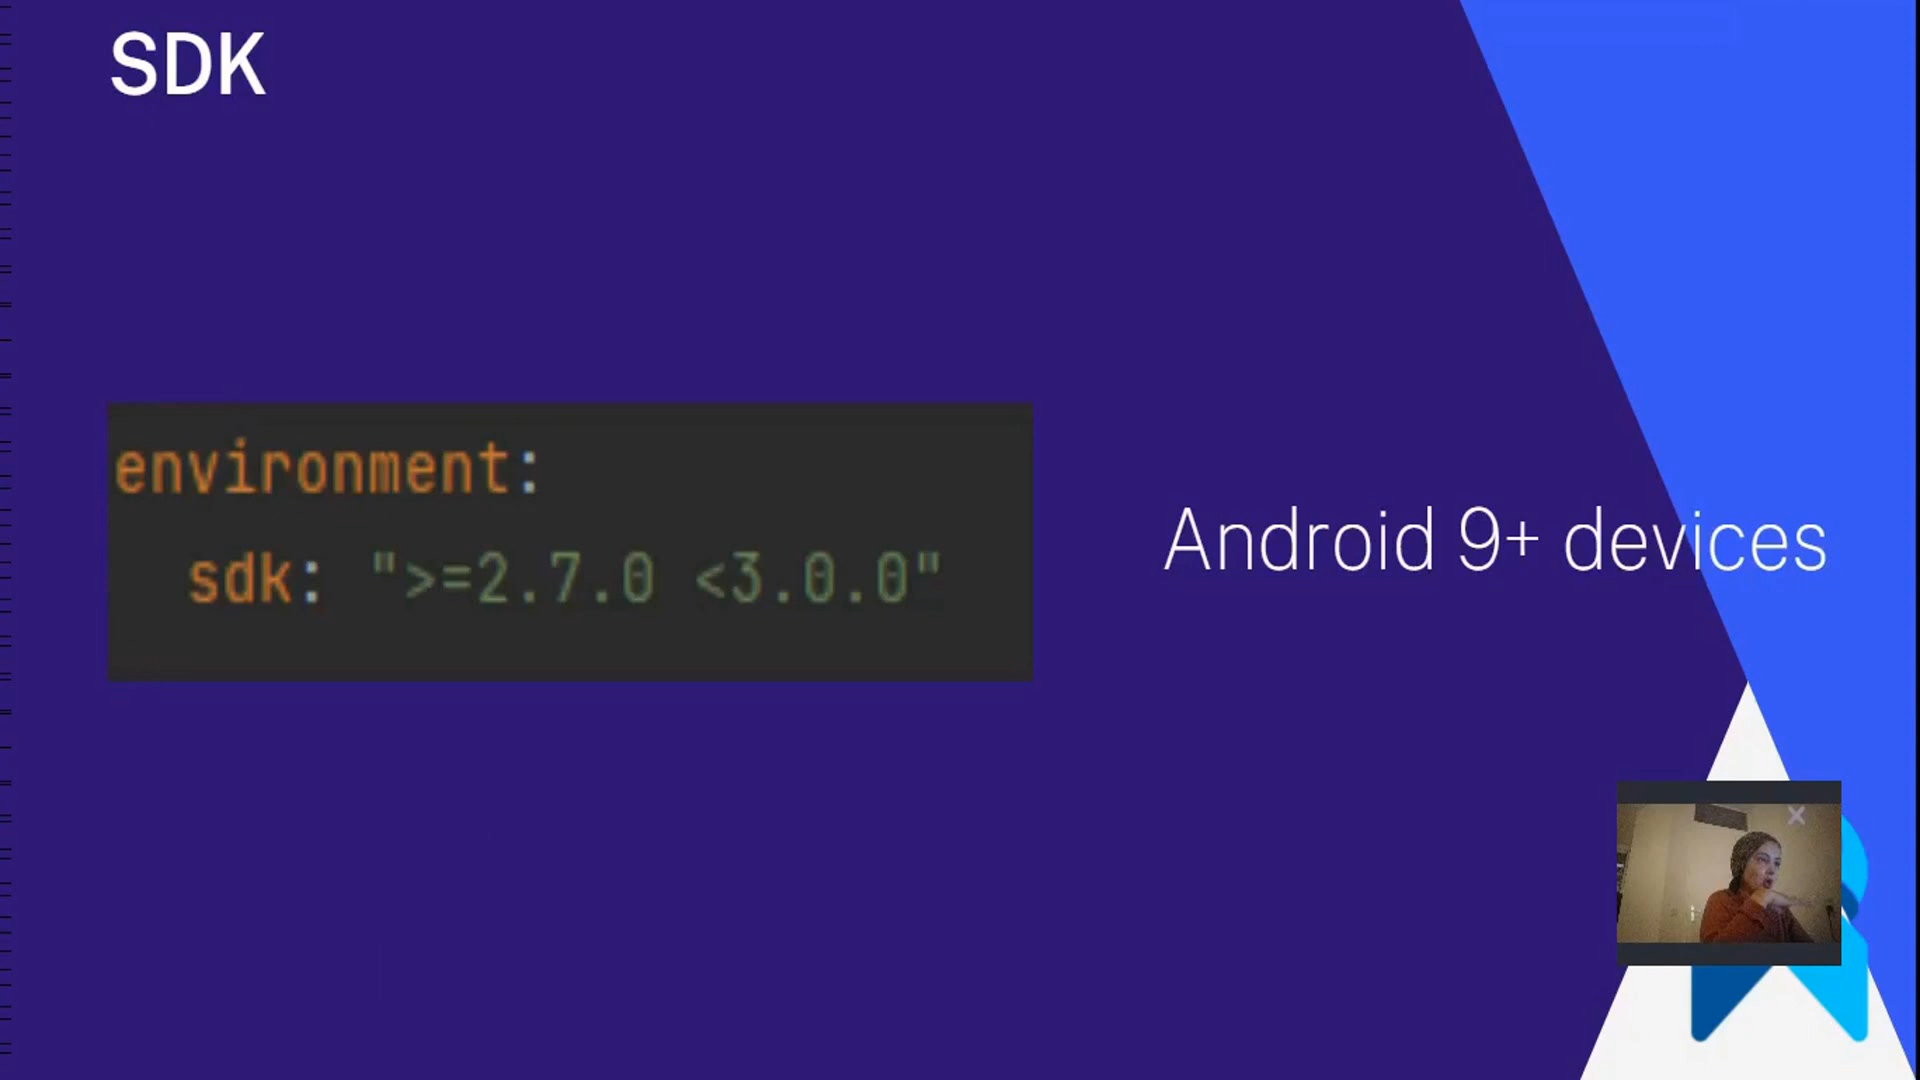 SDK
environment:
sdk: ">=2.7.0 <3.0.0"
Android 9+ devices